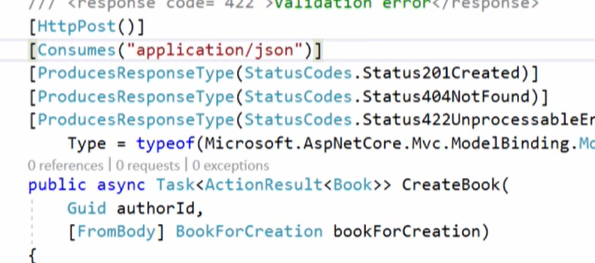 /// <response code="422">Validation error</response>
[HttpPost()]
[Consumes("application/json")]
[ProducesResponseType(StatusCodes.Status201Created)]
[ProducesResponseType(StatusCodes.Status404NotFound)]
[ProducesResponseType(StatusCodes.Status422UnprocessableEn
Type = typeof(Microsoft.AspNetCore.Mvc.ModelBinding.Mo
0 references | 0 requests | 0 exceptions
public async Task<ActionResult<Book>> CreateBook(
Guid authorId,
[FromBody] BookForCreation bookForCreation)
{